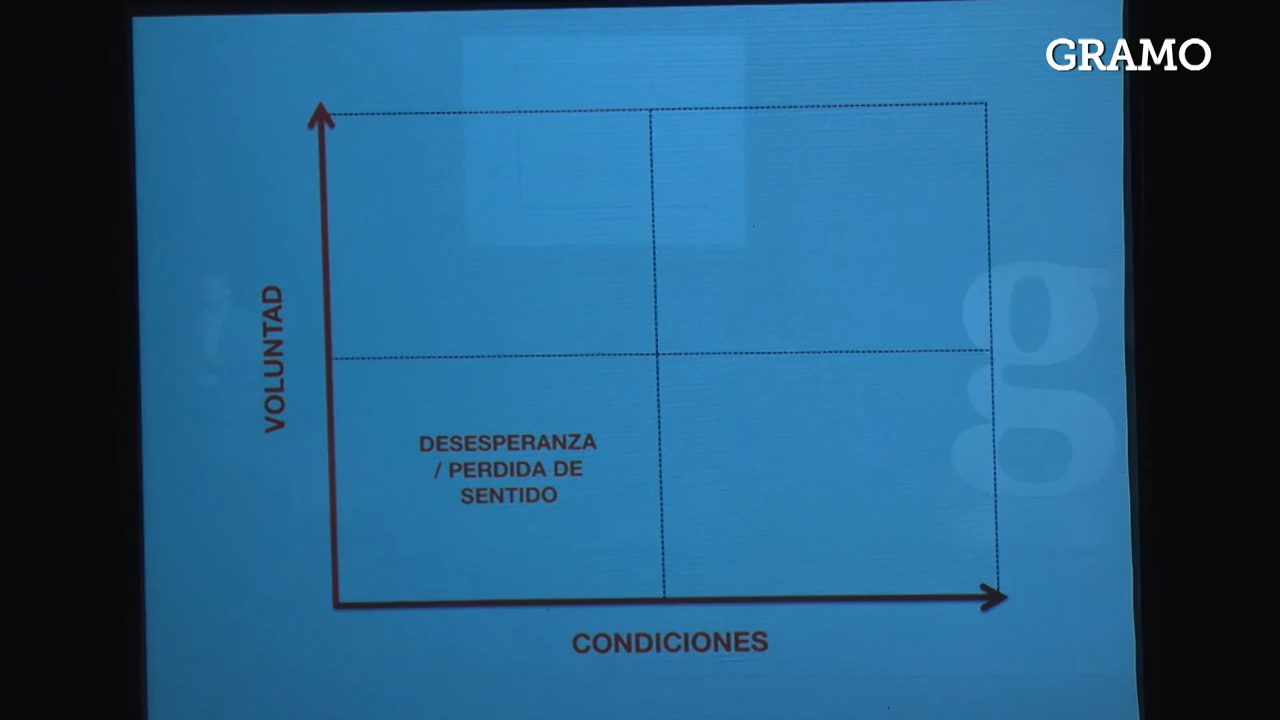 GRAMO
VOLUNTAD
DESESPERANZA
/ PERDIDA DE
SENTIDO
CONDICIONES
g